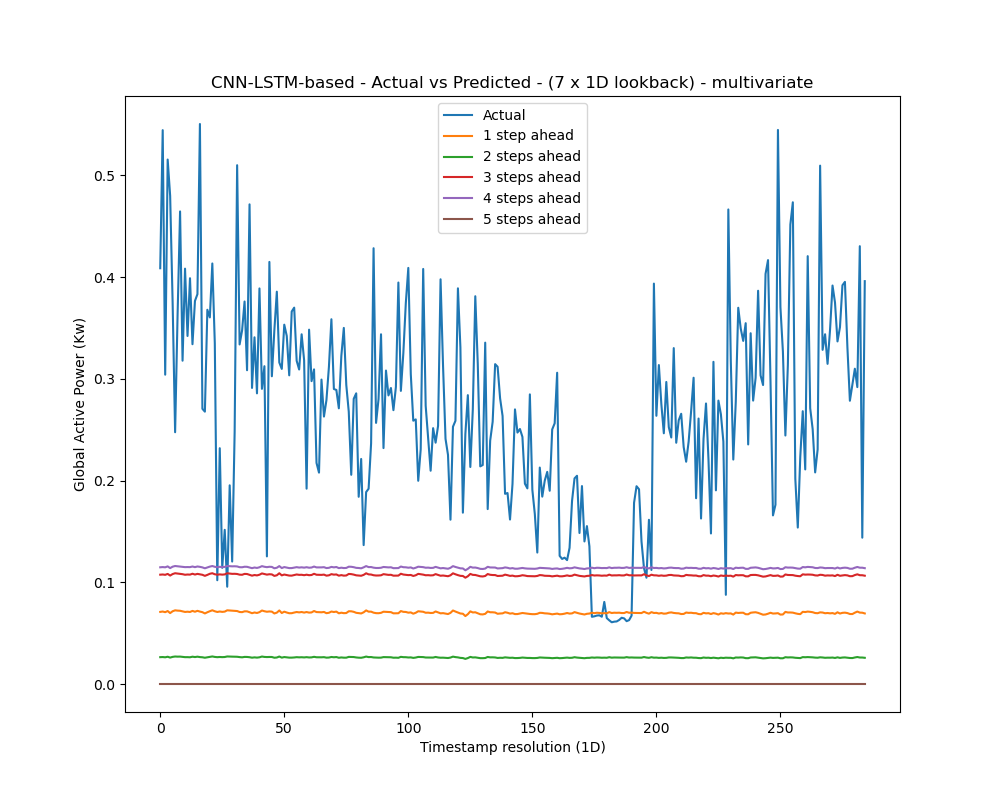 CNN-LSTM-based - Actual vs Predicted - (7 x 1D lookback) - multivariate
Actual
1 step ahead
2 steps ahead
3 steps ahead
4 steps ahead
5 steps ahead
Global Active Power (Kw)
0.5
0.4
0.3
0.2
0.1
0.0
0 50 100 150 200 250
Timestamp resolution (1D)